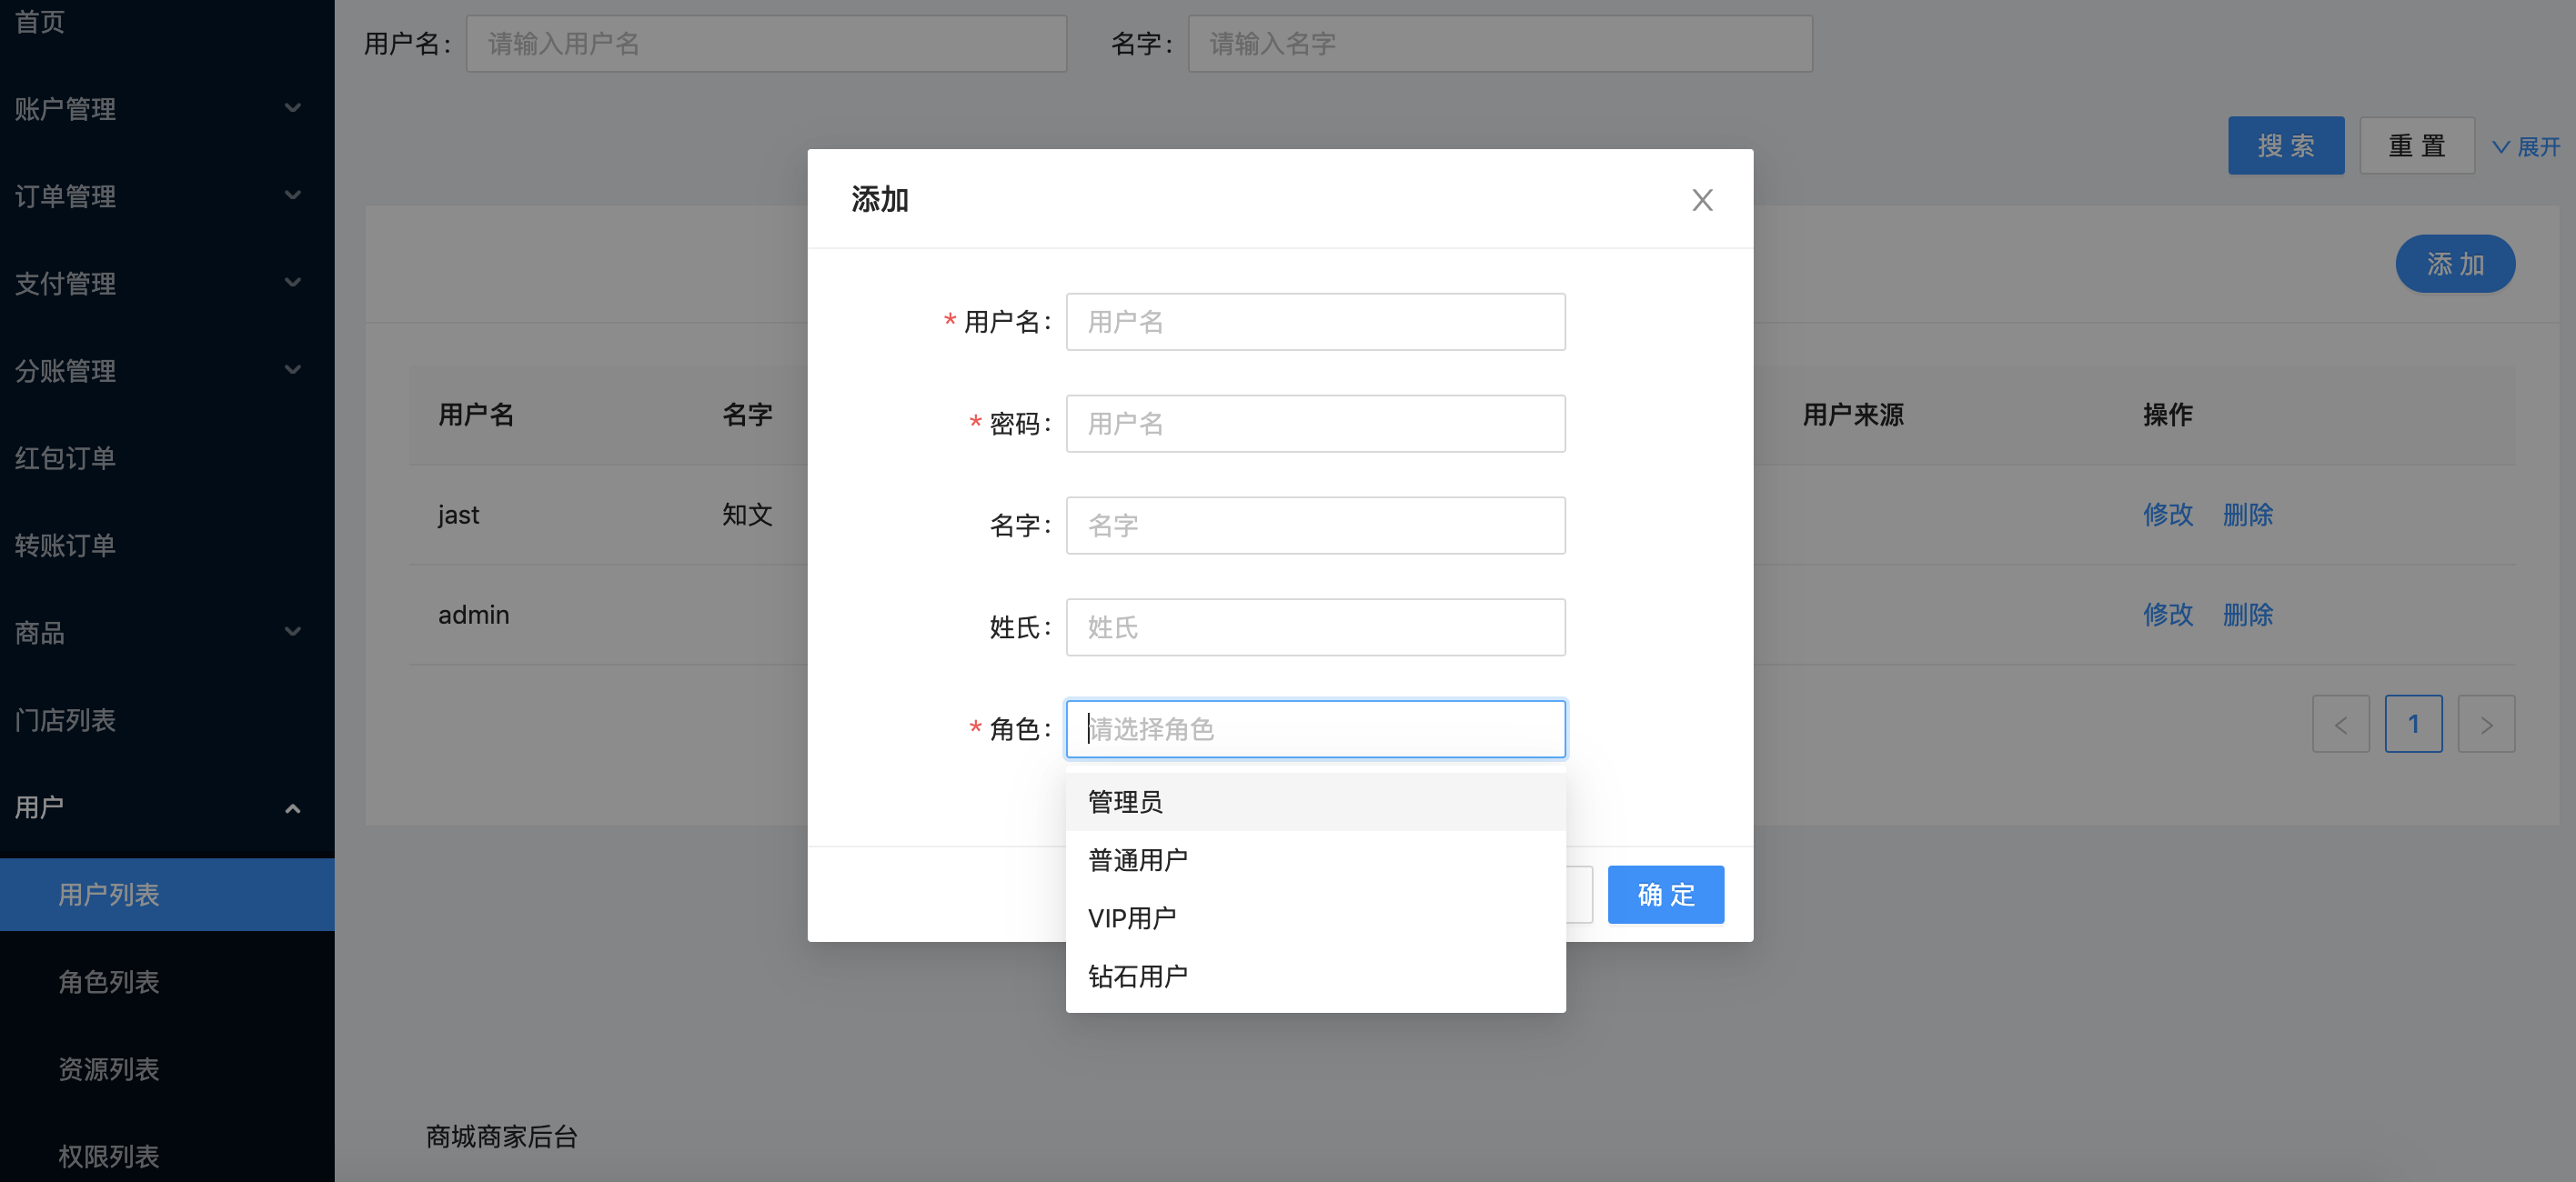 首页
账户管理
订单管理
支付管理
分账管理
红包订单
转账订单
商品
门店列表
用户
用户列表
角色列表
资源列表
权限列表
用户名: 请输入用户名 名字: 请输入名字
搜 索 重 置 展开
添 加
用户名 名字 用户来源 操作
jast 知文 修改 删除
admin 修改 删除
< 1 >
添加
* 用户名: 用户名
* 密码: 用户名
名字: 名字
姓氏: 姓氏
* 角色: 请选择角色
管理员
普通用户
VIP用户
钻石用户
确 定
商城商家后台